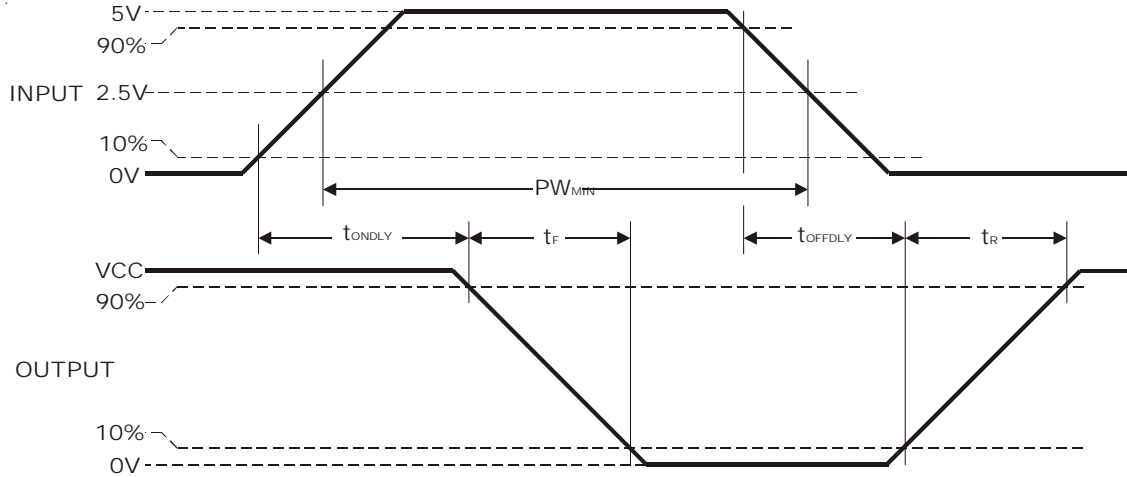 5V
90%
INPUT 2.5V
10%
0V
PWMIN
tONDLY tF tOFFDLY tR
VCC
90%
OUTPUT
10%
0V